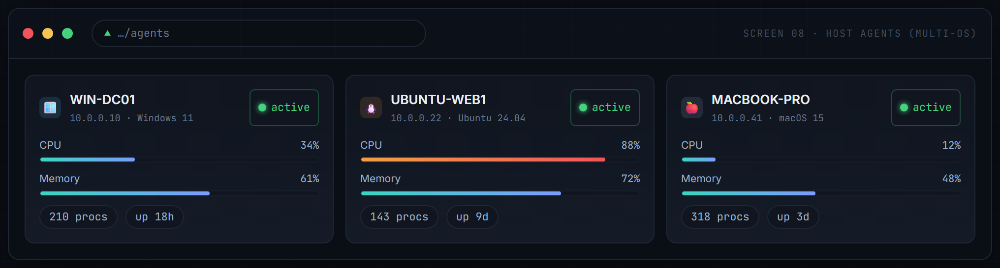 …/agents
SCREEN 08 · HOST AGENTS (MULTI-OS)
WIN-DC01
10.0.0.10 · Windows 11
active
CPU 34%
Memory 61%
210 procs up 18h
UBUNTU-WEB1
10.0.0.22 · Ubuntu 24.04
active
CPU 88%
Memory 72%
143 procs up 9d
MACBOOK-PRO
10.0.0.41 · macOS 15
active
CPU 12%
Memory 48%
318 procs up 3d